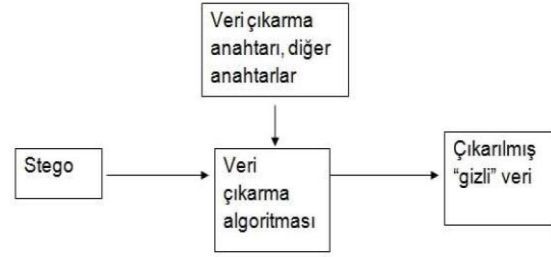 Veri çıkarma
anahtarı, diğer
anahtarlar
Stego
Veri
çıkarma
algoritması
Çıkarılmış
“gizli” veri